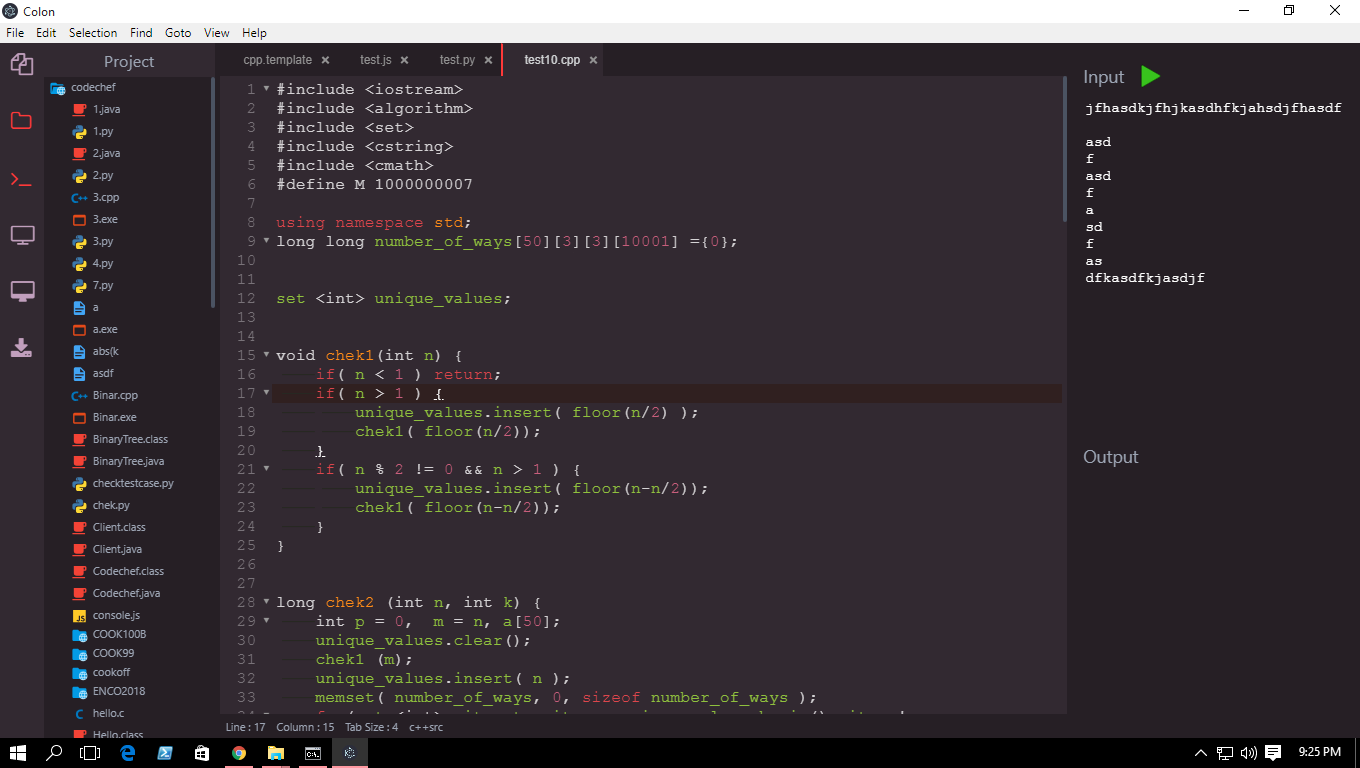 Colon
File Edit Selection Find Goto View Help
Project
codechef
1.java
1.py
2.java
2.py
3.cpp
3.exe
3.py
4.py
7.py
a
a.exe
abs(k
asdf
Binar.cpp
Binar.exe
BinaryTree.class
BinaryTree.java
checktestcase.py
chek.py
Client.class
Client.java
Codechef.class
Codechef.java
console.js
COOK100B
COOK99
cookoff
ENCO2018
hello.c
Hello.class
cpp.template × test.js × test.py × test10.cpp ×
1 #include <iostream>
2 #include <algorithm>
3 #include <set>
4 #include <cstring>
5 #include <cmath>
6 #define M 1000000007
7
8 using namespace std;
9 long long number_of_ways[50][3][3][10001] ={0};
10
11
12 set <int> unique_values;
13
14
15 void chek1(int n) {
16 if( n < 1 ) return;
17 if( n > 1 ) {
18 unique_values.insert( floor(n/2) );
19 chek1( floor(n/2));
20 }
21 if( n % 2 != 0 && n > 1 ) {
22 unique_values.insert( floor(n-n/2));
23 chek1( floor(n-n/2));
24 }
25 }
26
27
28 long chek2 (int n, int k) {
29 int p = 0, m = n, a[50];
30 unique_values.clear();
31 chek1 (m);
32 unique_values.insert( n );
33 memset( number_of_ways, 0, sizeof number_of_ways );
Line : 17 Column : 15 Tab Size : 4 c++src
Input
jfhasdkjfhjkasdhfkjahsdjfhasdf
asd
f
asd
f
a
sd
f
as
dfkasdfkjasdjf
Output
9:25 PM